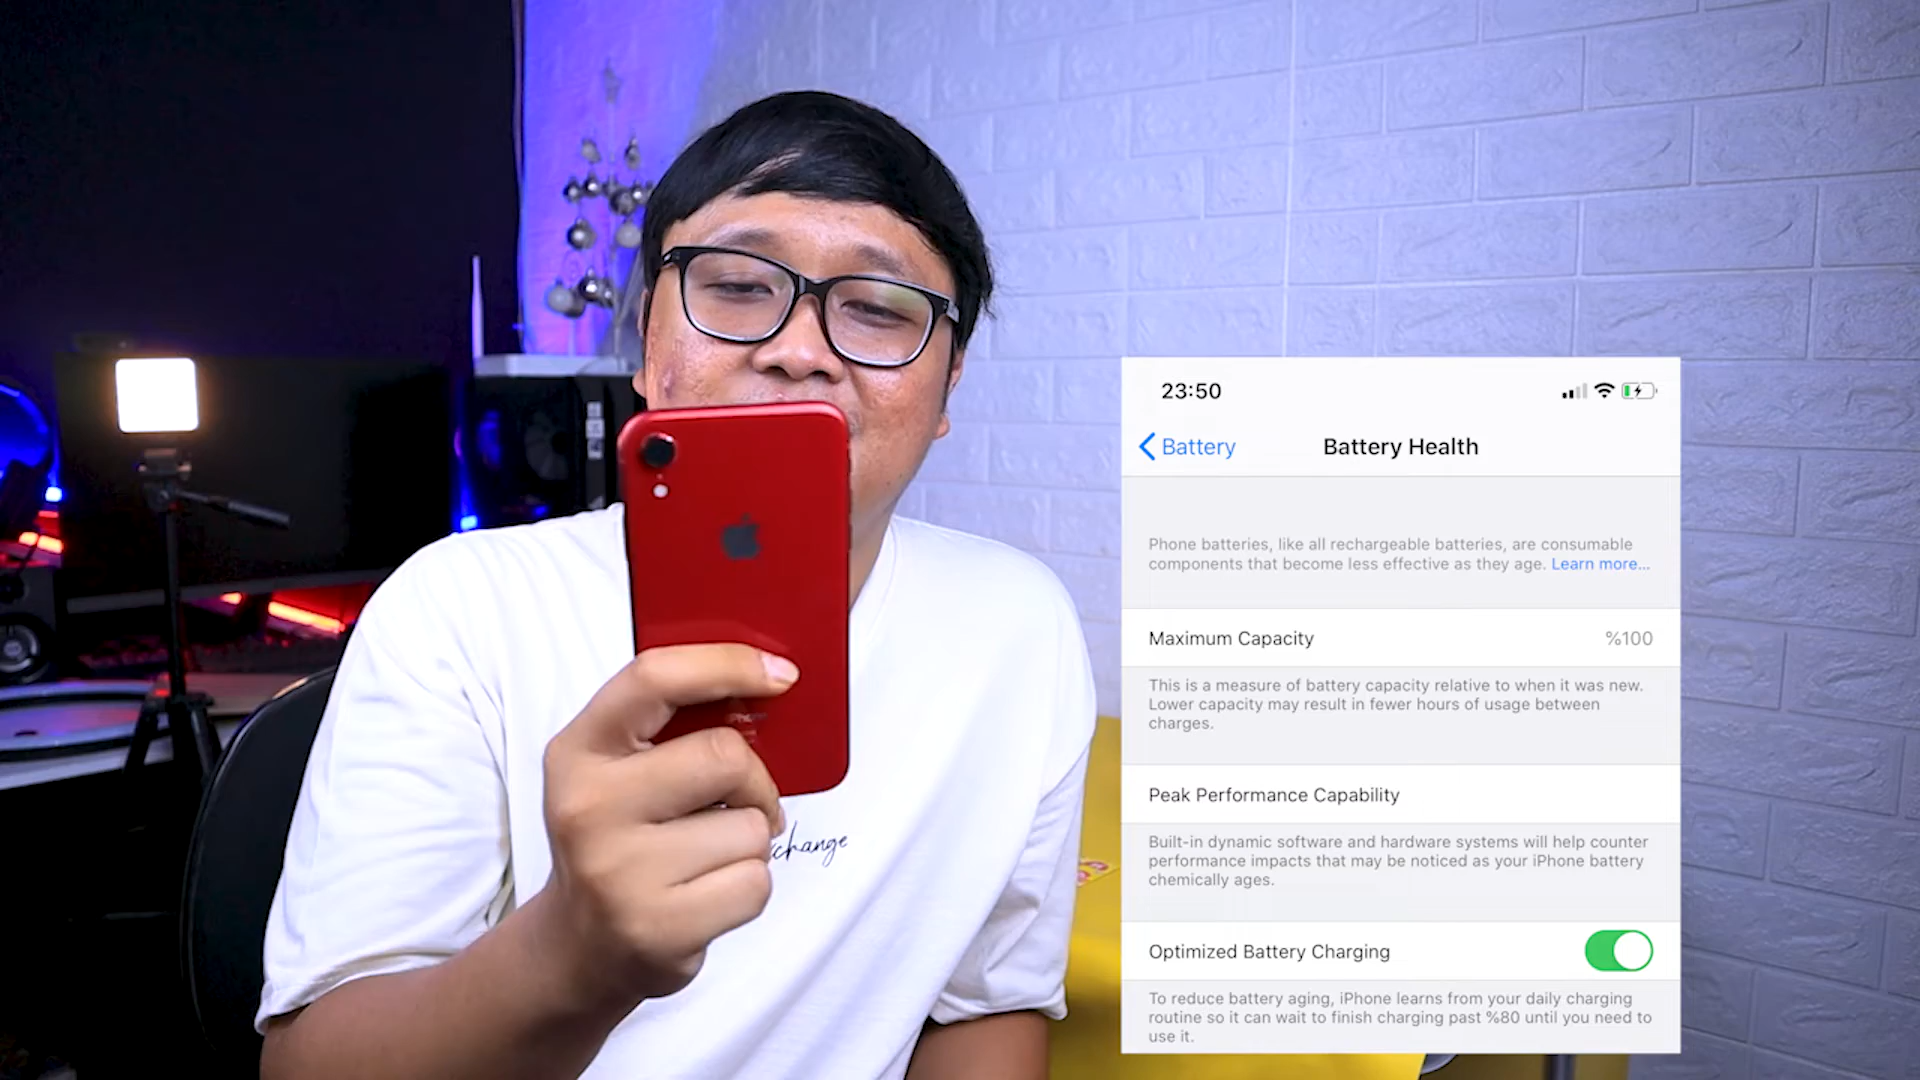 change
23:50
Battery
Battery Health
Phone batteries, like all rechargeable batteries, are consumable
components that become less effective as they age. Learn more...
Maximum Capacity
%100
This is a measure of battery capacity relative to when it was new.
Lower capacity may result in fewer hours of usage between
charges.
Peak Performance Capability
Built-in dynamic software and hardware systems will help counter
performance impacts that may be noticed as your iPhone battery
chemically ages.
Optimized Battery Charging
To reduce battery aging, iPhone learns from your daily charging
routine so it can wait to finish charging past %80 until you need to
use it.